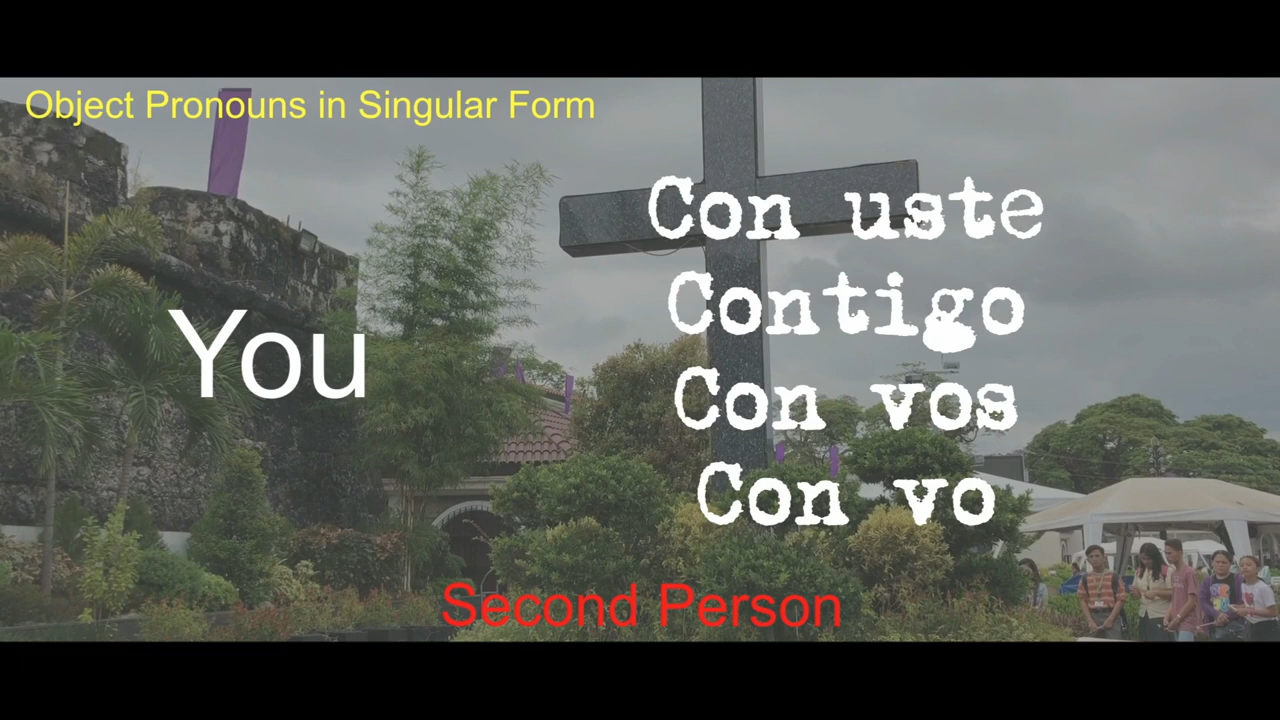 Object Pronouns in Singular Form
You
Con uste
Contigo
Con vos
Con vo
Second Person